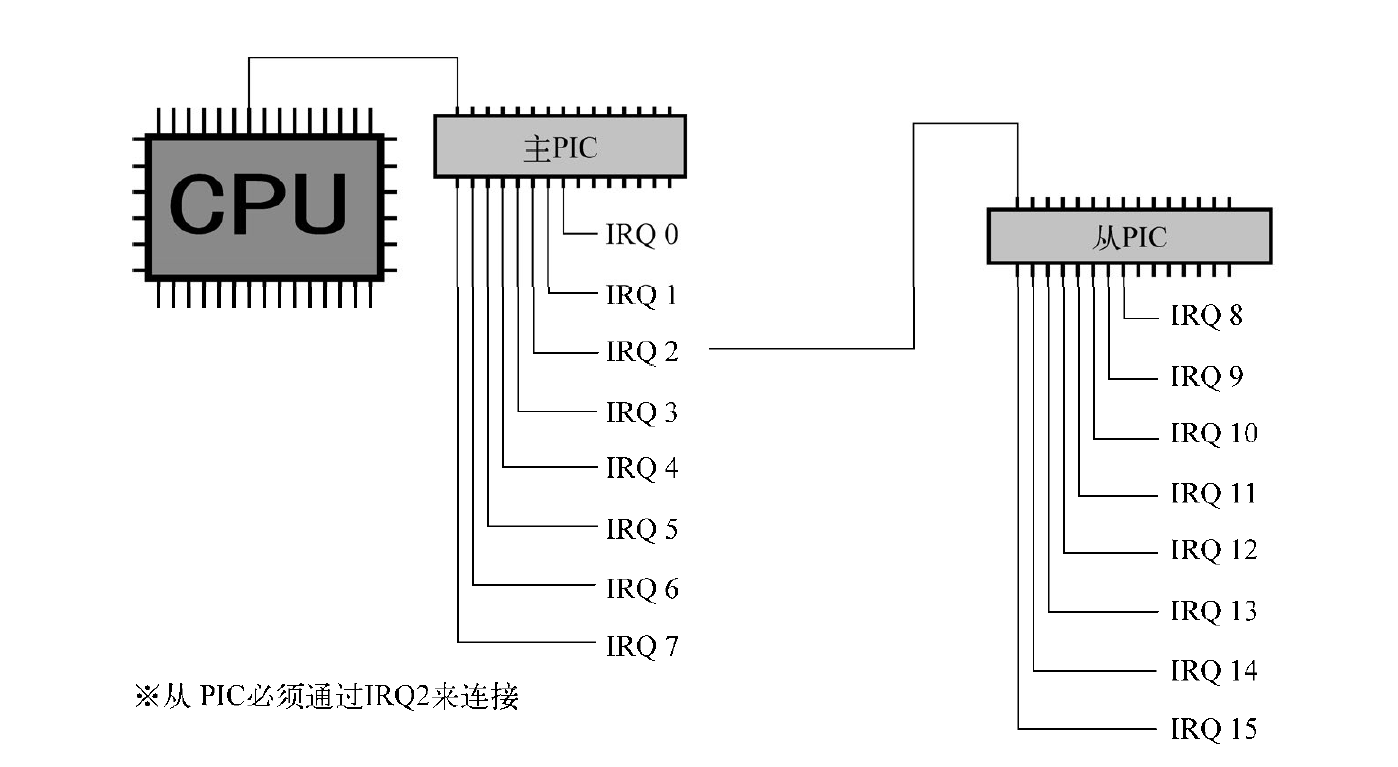 CPU
主PIC
IRQ 0
IRQ 1
IRQ 2
IRQ 3
IRQ 4
IRQ 5
IRQ 6
IRQ 7
从PIC
IRQ 8
IRQ 9
IRQ 10
IRQ 11
IRQ 12
IRQ 13
IRQ 14
IRQ 15
※从 PIC必须通过IRQ2来连接